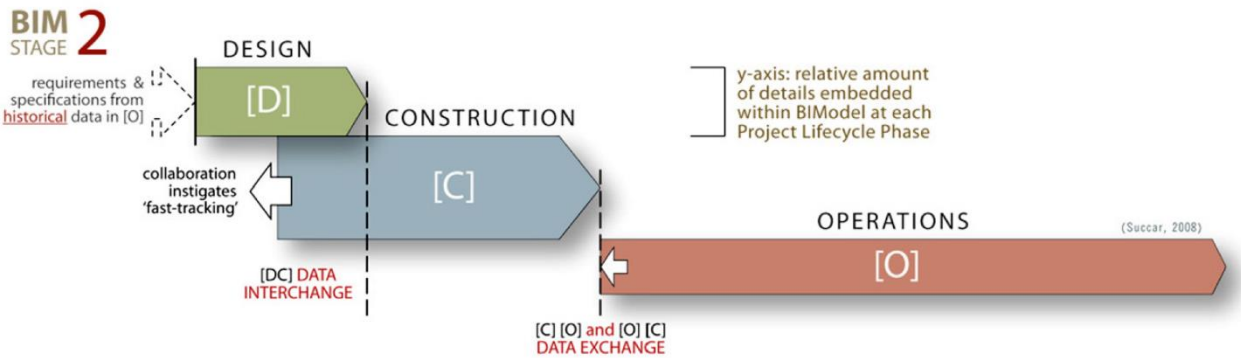 BIM
STAGE 2
DESIGN
requirements &
specifications from
historical data in [O]
[D]
y-axis: relative amount
of details embedded
within BIModel at each
Project Lifecycle Phase
CONSTRUCTION
collaboration
instigates
'fast-tracking'
[C]
OPERATIONS
(Succar, 2008)
[O]
[DC] DATA
INTERCHANGE
[C] [O] and [O] [C]
DATA EXCHANGE